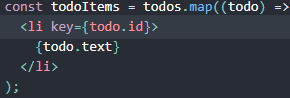 const todoItems = todos.map((todo) =>
<li key={todo.id}>
{todo.text}
</li>
);